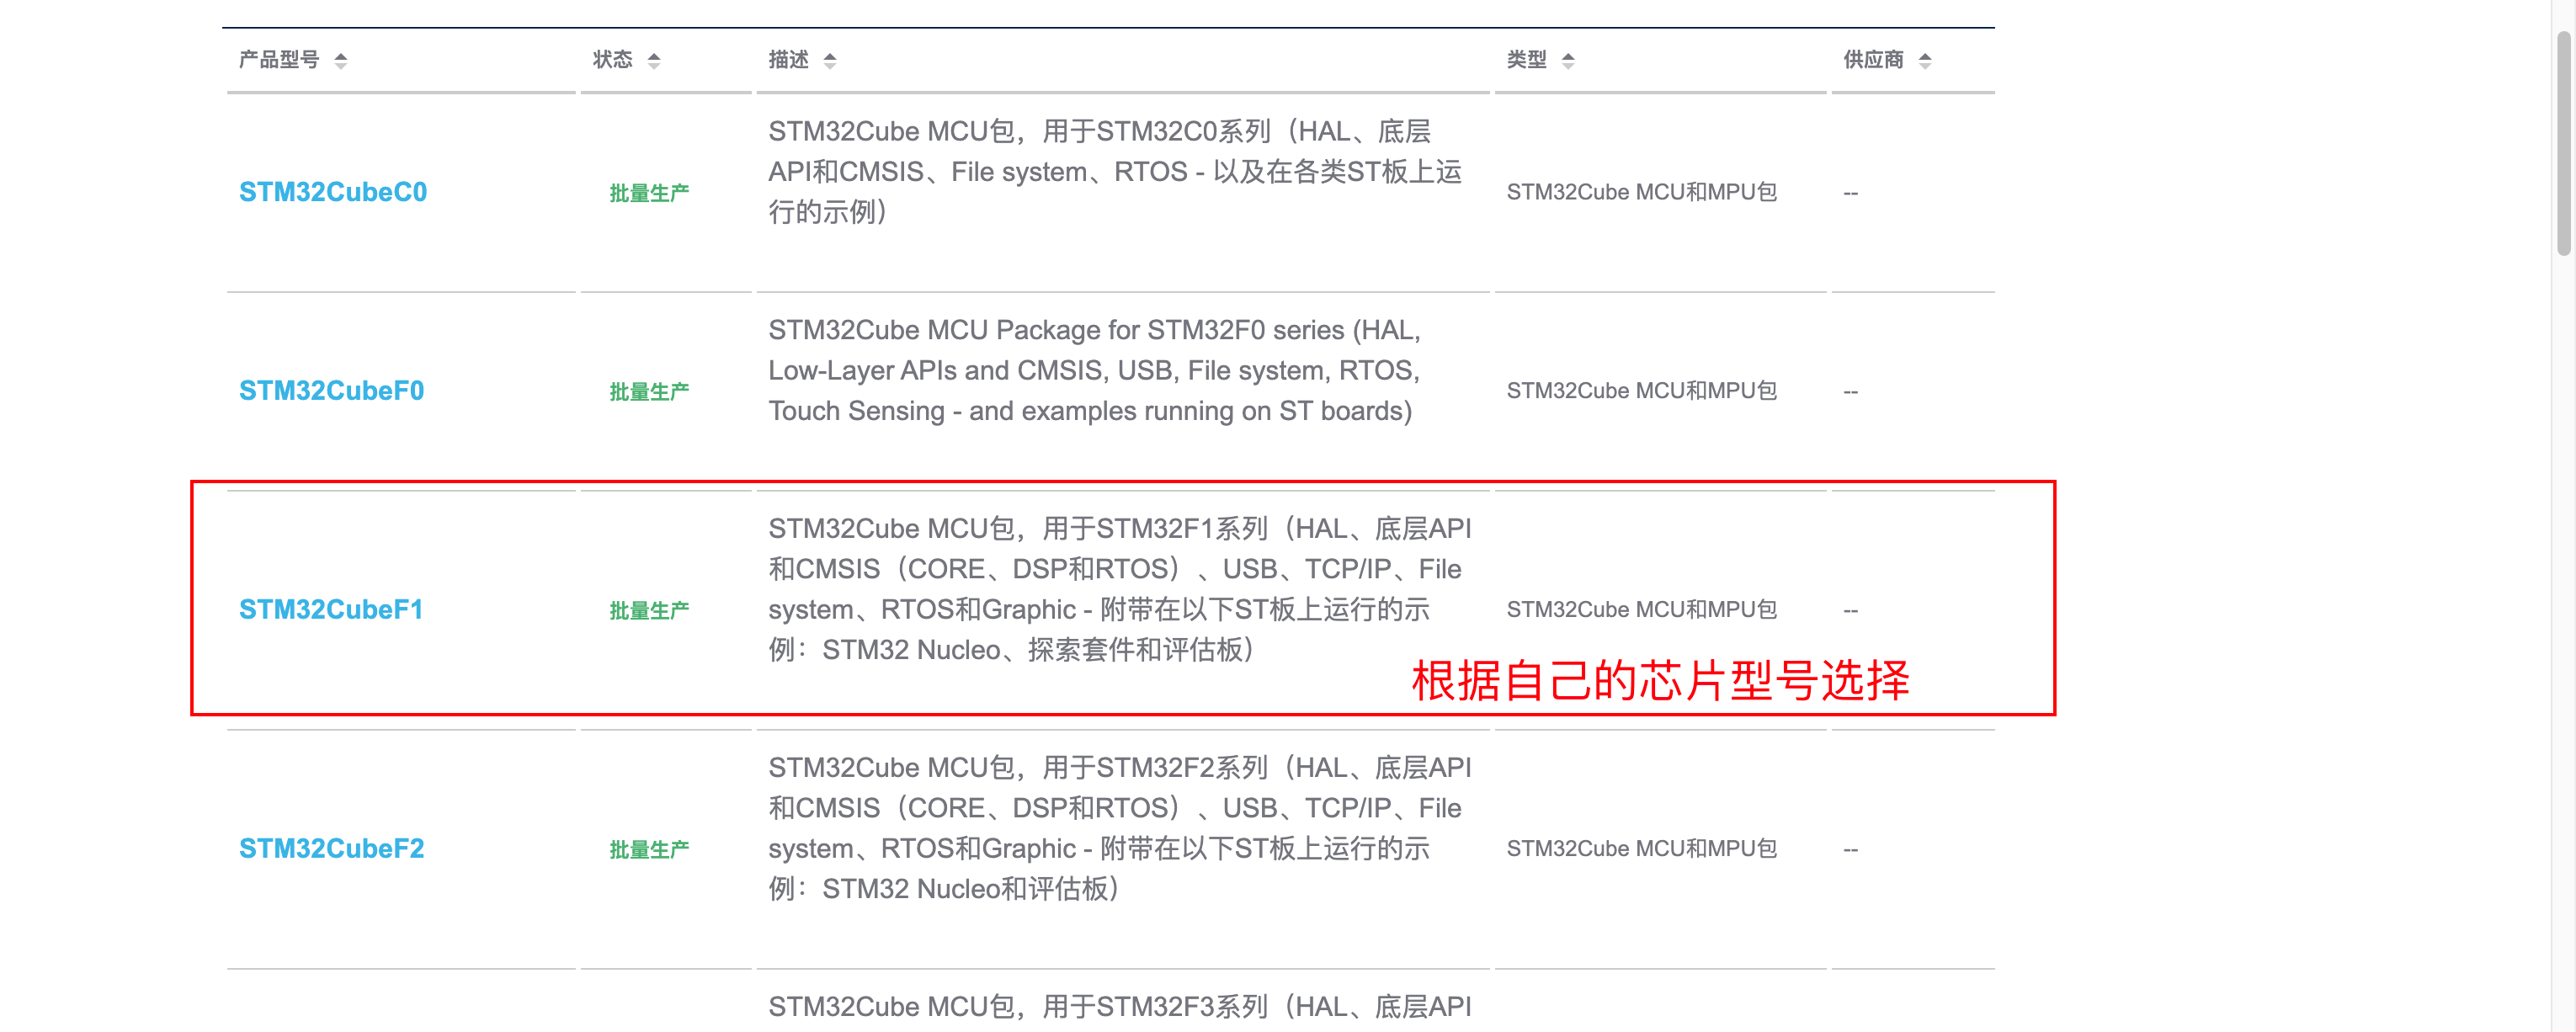 产品型号 状态 描述 类型 供应商
STM32CubeC0 批量生产 STM32Cube MCU包，用于STM32C0系列（HAL、底层
API和CMSIS、File system、RTOS - 以及在各类ST板上运
行的示例）
STM32Cube MCU和MPU包 --
STM32CubeF0 批量生产 STM32Cube MCU Package for STM32F0 series (HAL,
Low-Layer APIs and CMSIS, USB, File system, RTOS,
Touch Sensing - and examples running on ST boards)
STM32Cube MCU和MPU包 --
STM32CubeF1 批量生产 STM32Cube MCU包，用于STM32F1系列（HAL、底层API
和CMSIS（CORE、DSP和RTOS）、USB、TCP/IP、File
system、RTOS和Graphic - 附带在以下ST板上运行的示
例：STM32 Nucleo、探索套件和评估板）
STM32Cube MCU和MPU包 --
根据自己的芯片型号选择
STM32CubeF2 批量生产 STM32Cube MCU包，用于STM32F2系列（HAL、底层API
和CMSIS（CORE、DSP和RTOS）、USB、TCP/IP、File
system、RTOS和Graphic - 附带在以下ST板上运行的示
例：STM32 Nucleo和评估板）
STM32Cube MCU和MPU包 --
STM32Cube MCU包，用于STM32F3系列（HAL、底层API